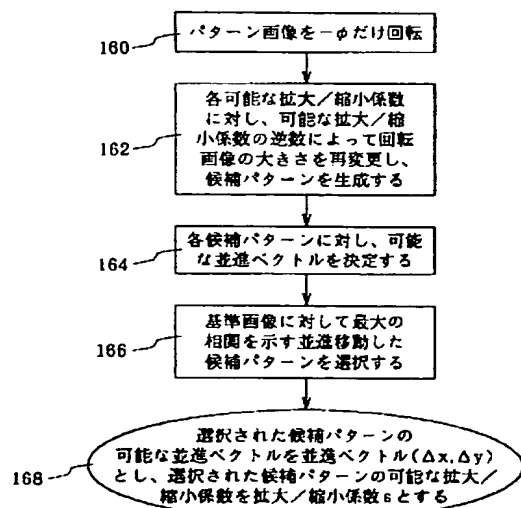 160
パターン画像を-φだけ回転
162
各可能な拡大/縮小係数
に対し、可能な拡大/縮
小係数の逆数によって回転
画像の大きさを再変更し、
候補パターンを生成する
164
各候補パターンに対し、可能
な並進ベクトルを決定する
166
基準画像に対して最大の
相関を示す並進移動した
候補パターンを選択する
168
選択された候補パターンの
可能な並進ベクトルを並進ベクトル(Δx,Δy)
とし、選択された候補パターンの可能な拡大/
縮小係数を拡大/縮小係数sとする